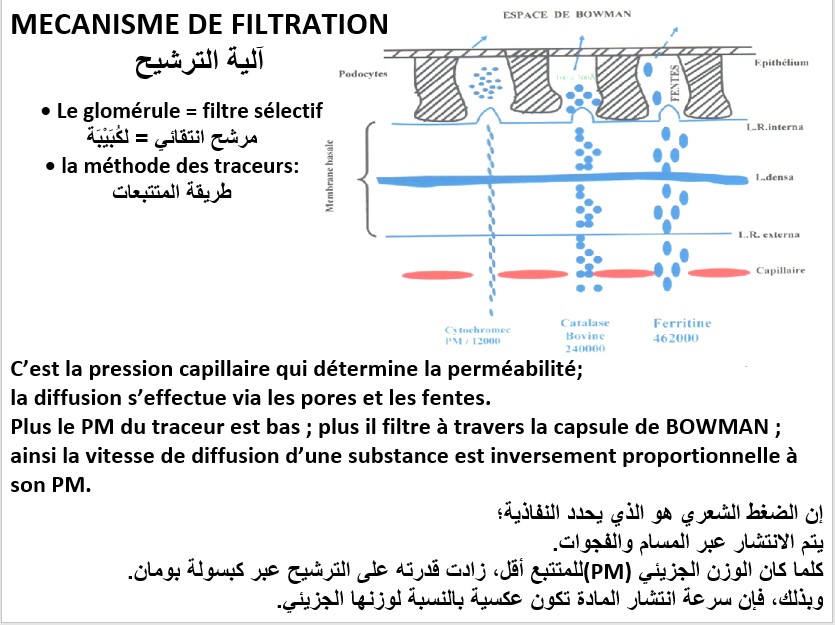 MECANISME DE FILTRATION
آلية الترشيح
• Le glomérule = filtre sélectif
مرشح انتقائي = لكُبَيْبَة
• la méthode des traceurs:
طريقة المتتبعات
ESPACE DE BOWMAN
Podocytes
Epithélium
FENTES
L.R.interna
Membrane basale
L.densa
L.R. externa
Capillaire
Cytochromec
PM / 12000
Catalase
Bovine
240000
Ferritine
462000
C’est la pression capillaire qui détermine la perméabilité;
la diffusion s’effectue via les pores et les fentes.
Plus le PM du traceur est bas ; plus il filtre à travers la capsule de BOWMAN ;
ainsi la vitesse de diffusion d’une substance est inversement proportionnelle à
son PM.
إن الضغط الشعري هو الذي يحدد النفاذية؛
يتم الانتشار عبر المسام والفجوات.
كلما كان الوزن الجزيئي (PM)للمتتبع أقل، زادت قدرته على الترشيح عبر كبسولة بومان.
وبذلك، فإن سرعة انتشار المادة تكون عكسية بالنسبة لوزنها الجزيئي.